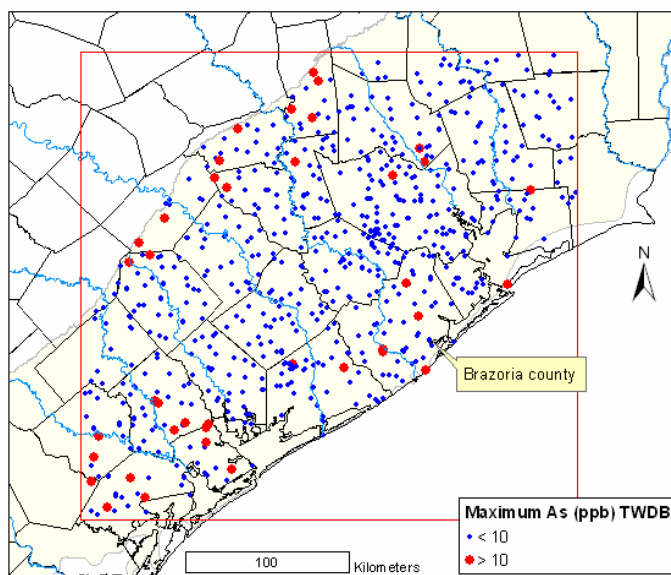 N
Brazoria county
Maximum As (ppb) TWDB
< 10
> 10
100
Kilometers